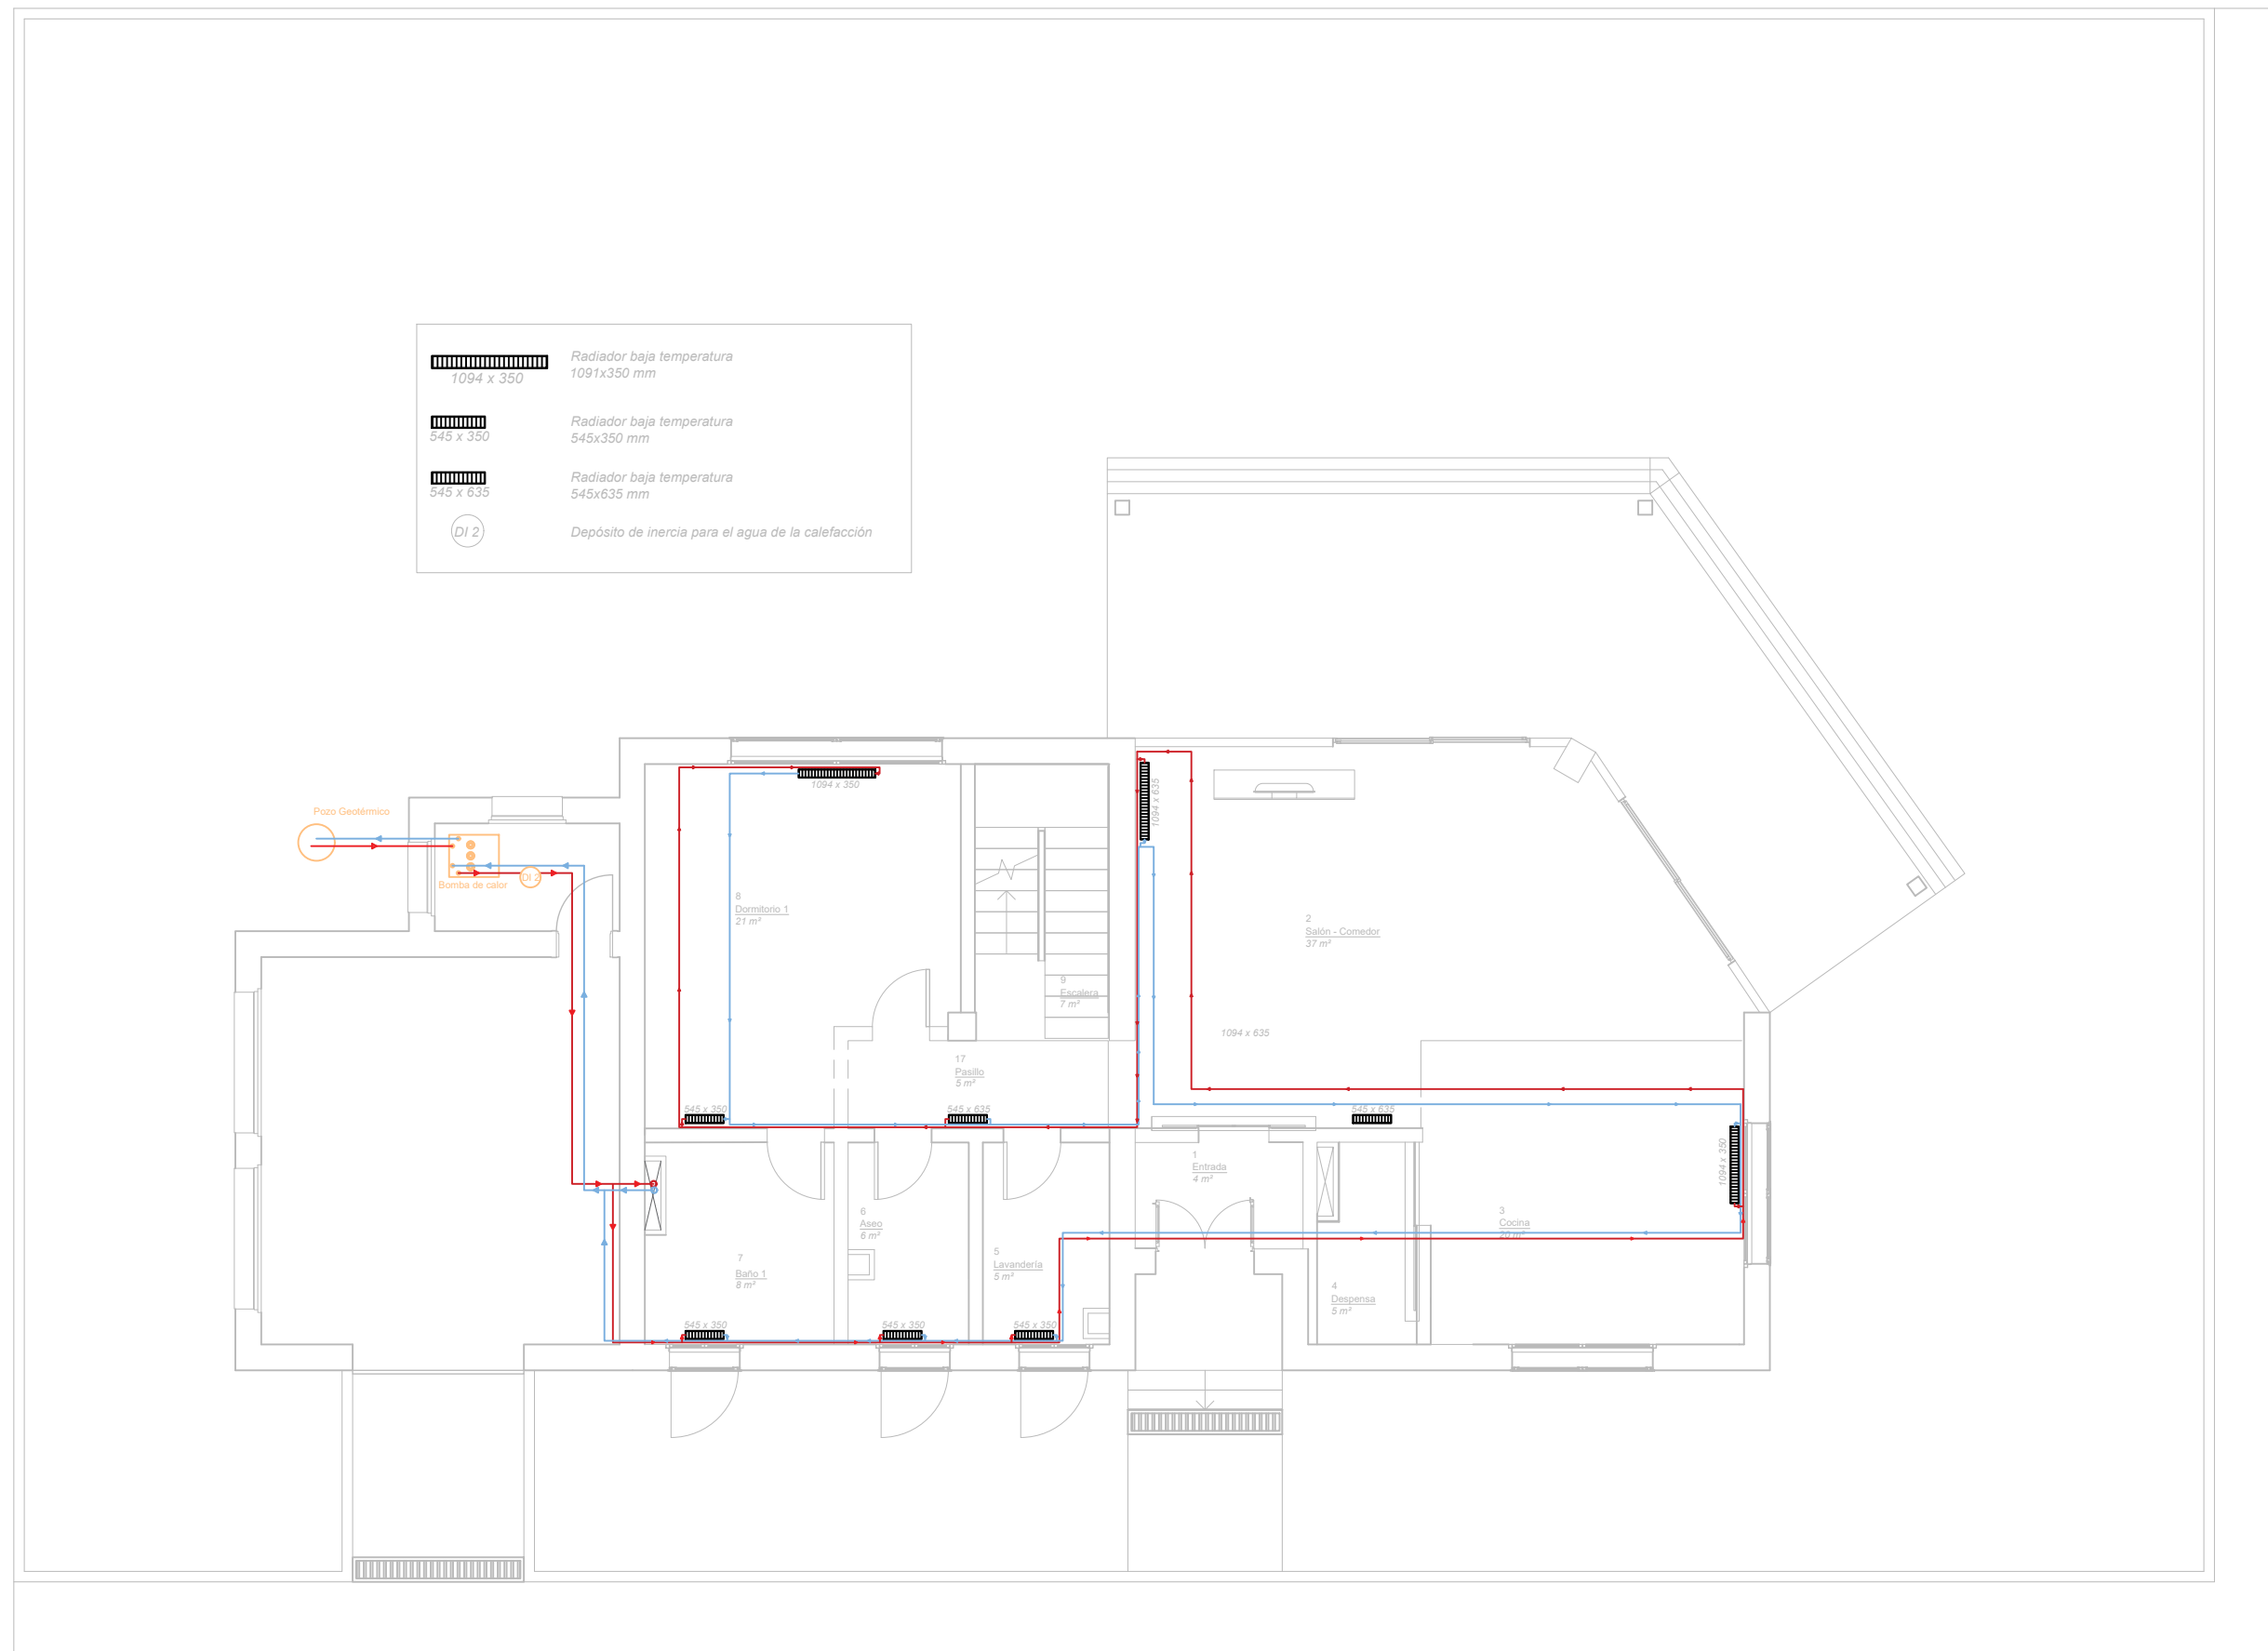 1094 x 350
Radiador baja temperatura
1091x350 mm
545 x 350
Radiador baja temperatura
545x350 mm
545 x 635
Radiador baja temperatura
545x635 mm
DI 2
Depósito de inercia para el agua de la calefacción
Pozo Geotérmico
Bomba de calor
DI 2
1094 x 350
1094 x 635
8
Dormitorio 1
21 m²
2
Salón - Comedor
37 m²
9
Escalera
7 m²
1094 x 635
17
Pasillo
5 m²
545 x 350
545 x 635
545 x 635
1094 x 350
1
Entrada
4 m²
6
Aseo
6 m²
3
Cocina
20 m²
7
Baño 1
8 m²
5
Lavandería
5 m²
4
Despensa
5 m²
545 x 350
545 x 350
545 x 350